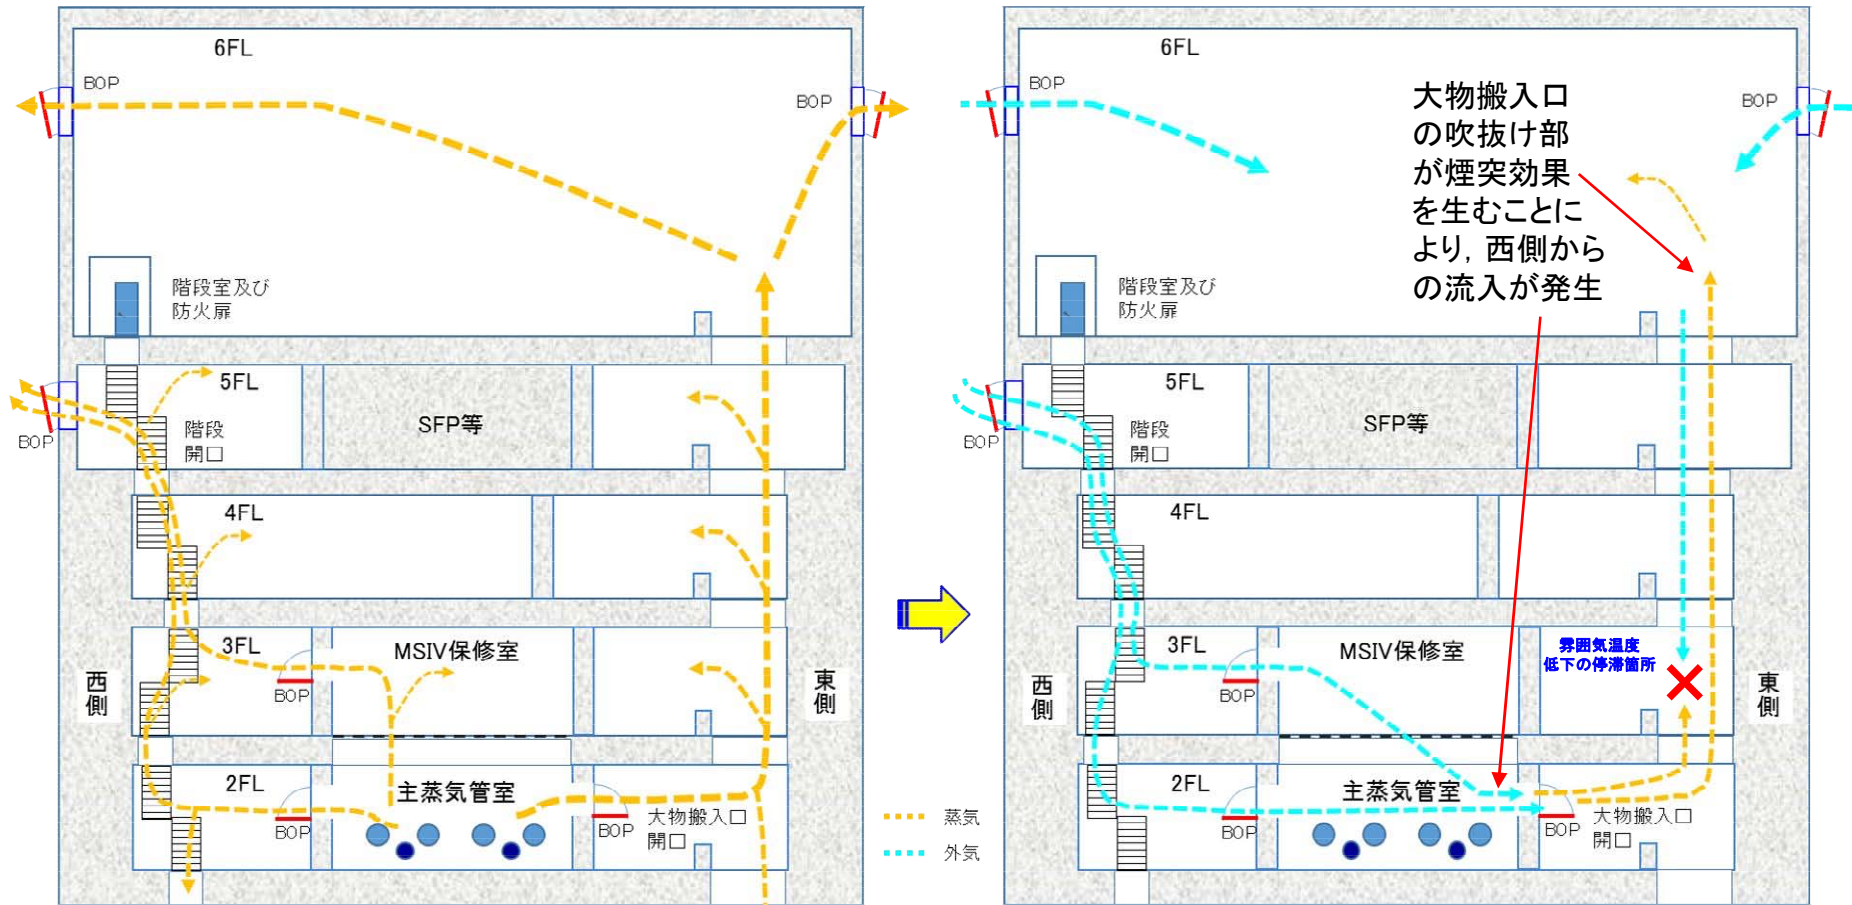 6FL
BOP
BOP
階段室及び
防火扉
5FL
SFP等
BOP
階段
開口
4FL
3FL
MSIV保修室
BOP
西
側
東
側
2FL
主蒸気管室
BOP
BOP
大物搬入口
開口
蒸気
外気
6FL
BOP
BOP
大物搬入口
の吹抜け部
が煙突効果
を生むことに
より，西側から
の流入が発生
階段室及び
防火扉
5FL
SFP等
BOP
階段
開口
4FL
3FL
MSIV保修室
雰囲気温度
低下の停滞箇所
BOP
西
側
東
側
2FL
主蒸気管室
BOP
BOP
大物搬入口
開口